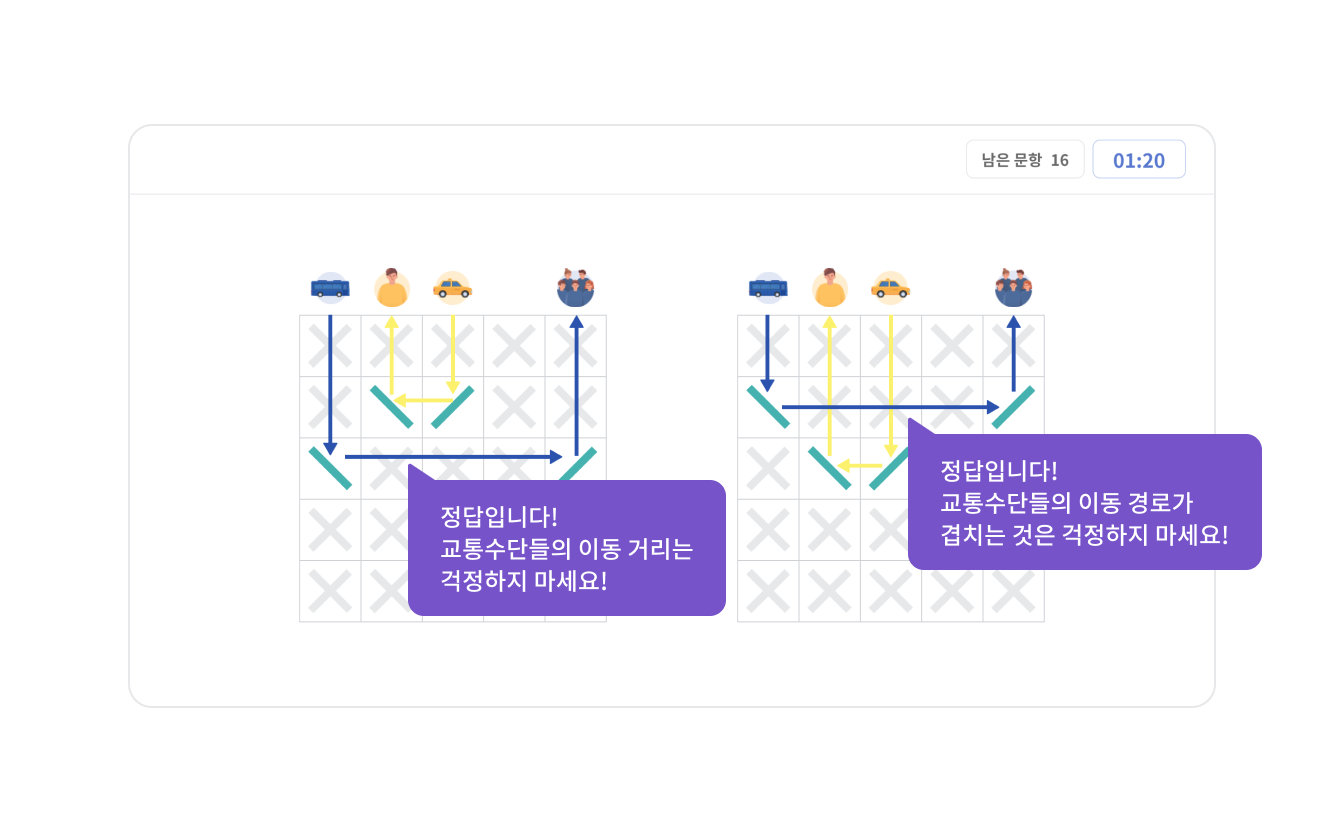 남은 문항 16
01:20
정답입니다!
교통수단들의 이동 거리는
걱정하지 마세요!
정답입니다!
교통수단들의 이동 경로가
겹치는 것은 걱정하지 마세요!